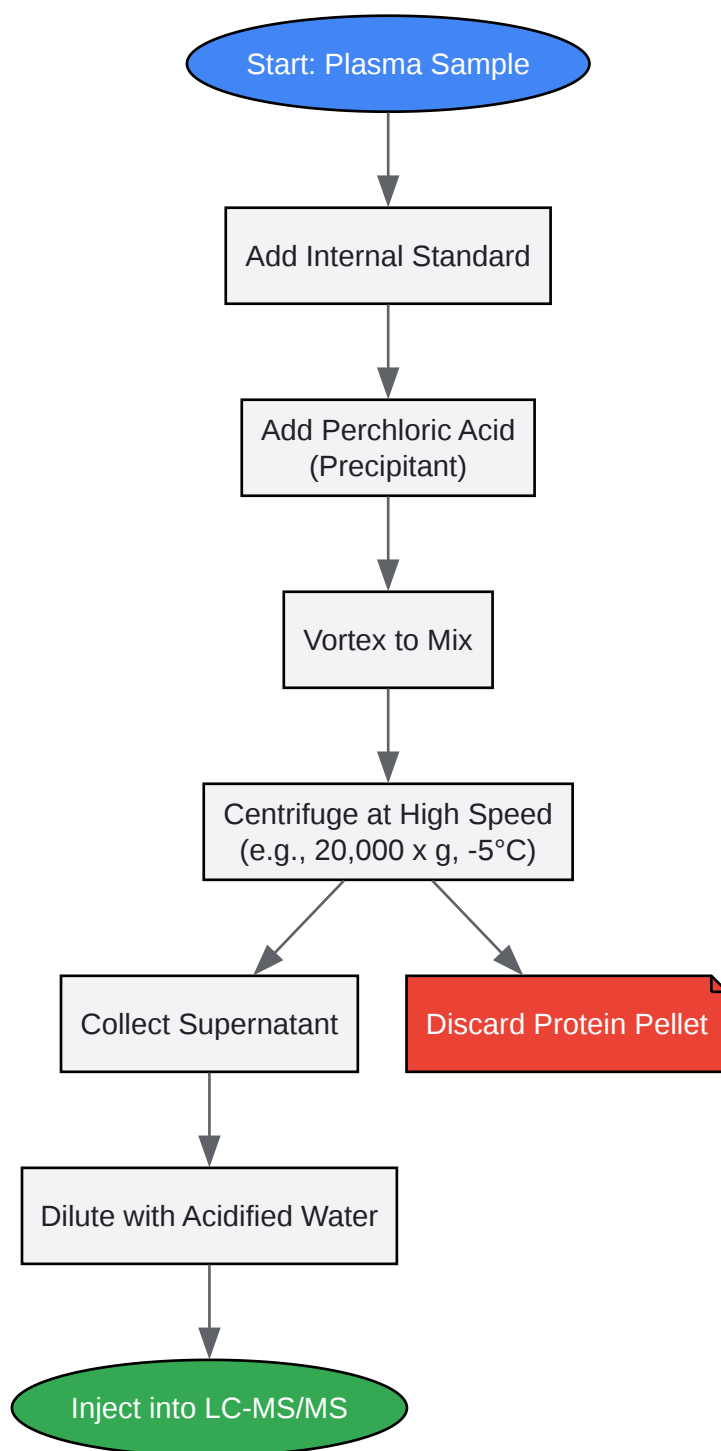 Start: Plasma Sample
Add Internal Standard
Add Perchloric Acid
(Precipitant)
Vortex to Mix
Centrifuge at High Speed
(e.g., 20,000 x g, -5°C)
Collect Supernatant
Discard Protein Pellet
Dilute with Acidified Water
Inject into LC-MS/MS